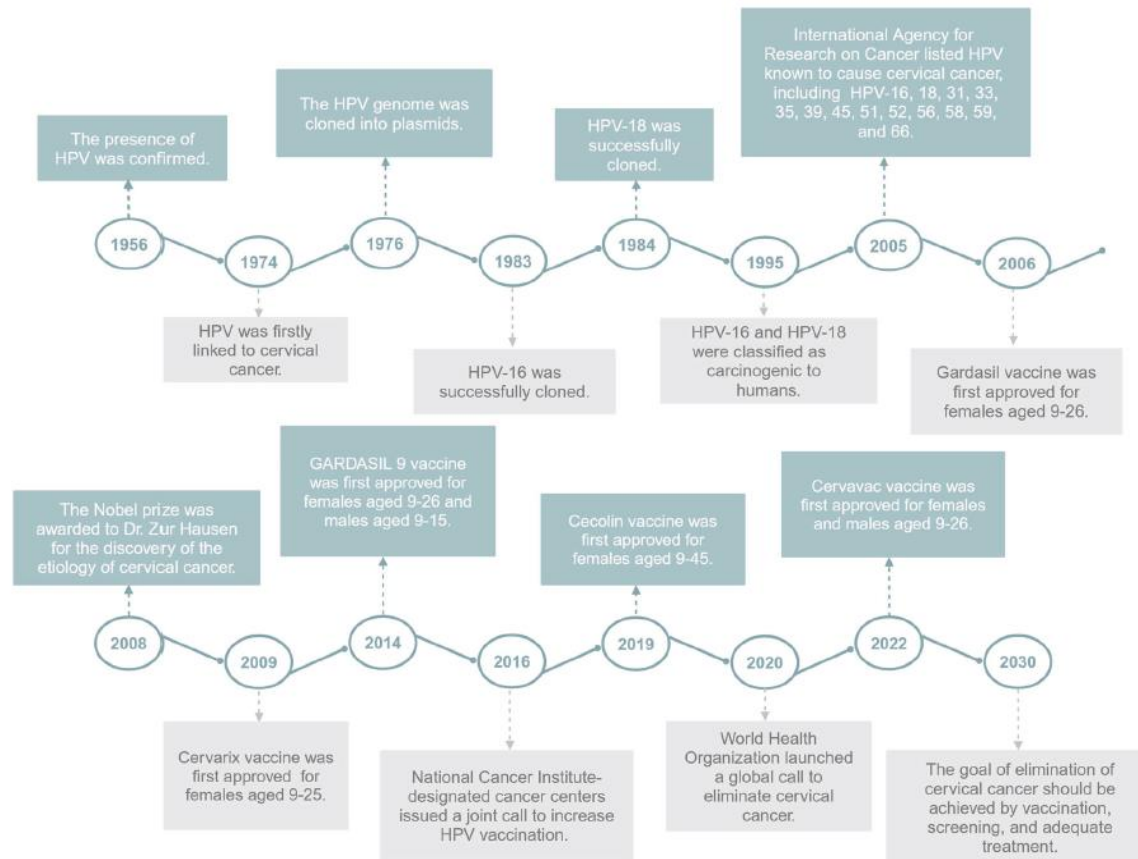 The presence of
HPV was confirmed.
1956
HPV was firstly
linked to cervical
cancer.
1974
The HPV genome was
cloned into plasmids.
1976
HPV-16 was
successfully cloned.
1983
HPV-18 was
successfully
cloned.
1984
HPV-16 and HPV-18
were classified as
carcinogenic to
humans.
1995
International Agency for
Research on Cancer listed HPV
known to cause cervical cancer,
including HPV-16, 18, 31, 33,
35, 39, 45, 51, 52, 56, 58, 59,
and 66.
2005
Gardasil vaccine was
first approved for
females aged 9-26.
2006
The Nobel prize was
awarded to Dr. Zur Hausen
for the discovery of the
etiology of cervical cancer.
2008
Cervarix vaccine was
first approved for
females aged 9-25.
2009
GARDASIL 9 vaccine
was first approved for
females aged 9-26 and
males aged 9-15.
2014
National Cancer Institute-
designated cancer centers
issued a joint call to increase
HPV vaccination.
2016
Cecolin vaccine was
first approved for
females aged 9-45.
2019
World Health
Organization launched
a global call to
eliminate cervical
cancer.
2020
Cervavac vaccine was
first approved for females
and males aged 9-26.
2022
The goal of elimination of
cervical cancer should be
achieved by vaccination,
screening, and adequate
treatment.
2030